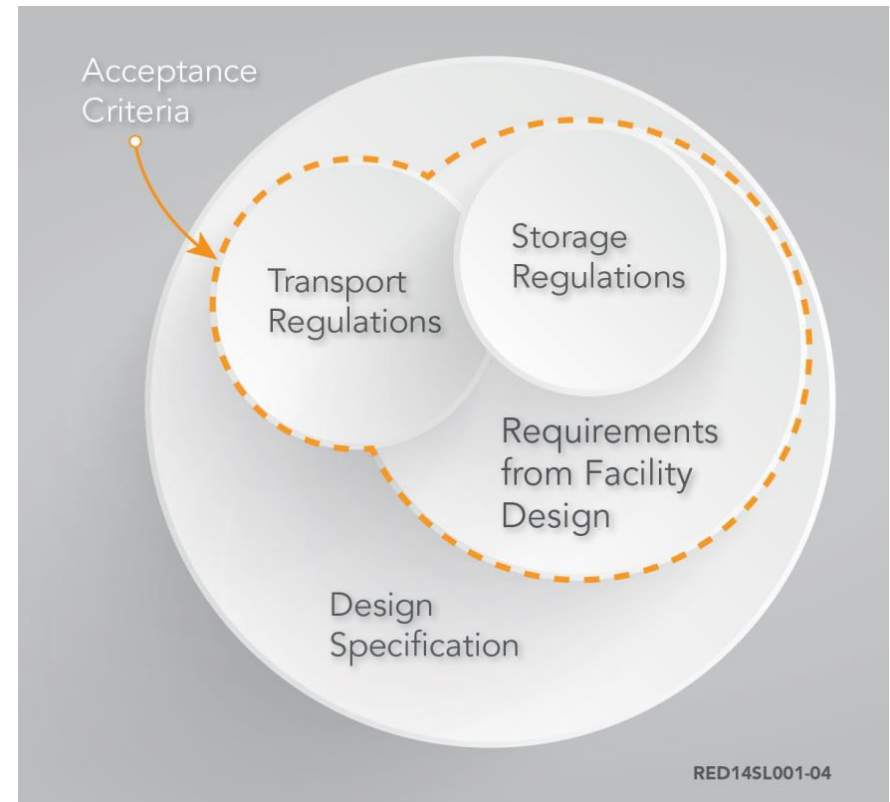 Acceptance
Criteria
Transport
Regulations
Storage
Regulations
Requirements
from Facility
Design
Design
Specification
RED14SL001-04